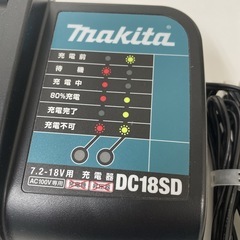 makita
充電前
待機
充電中
80%充電
充電完了
充電不可
7.2-18V用 充電器
AC100V専用 DC18SD